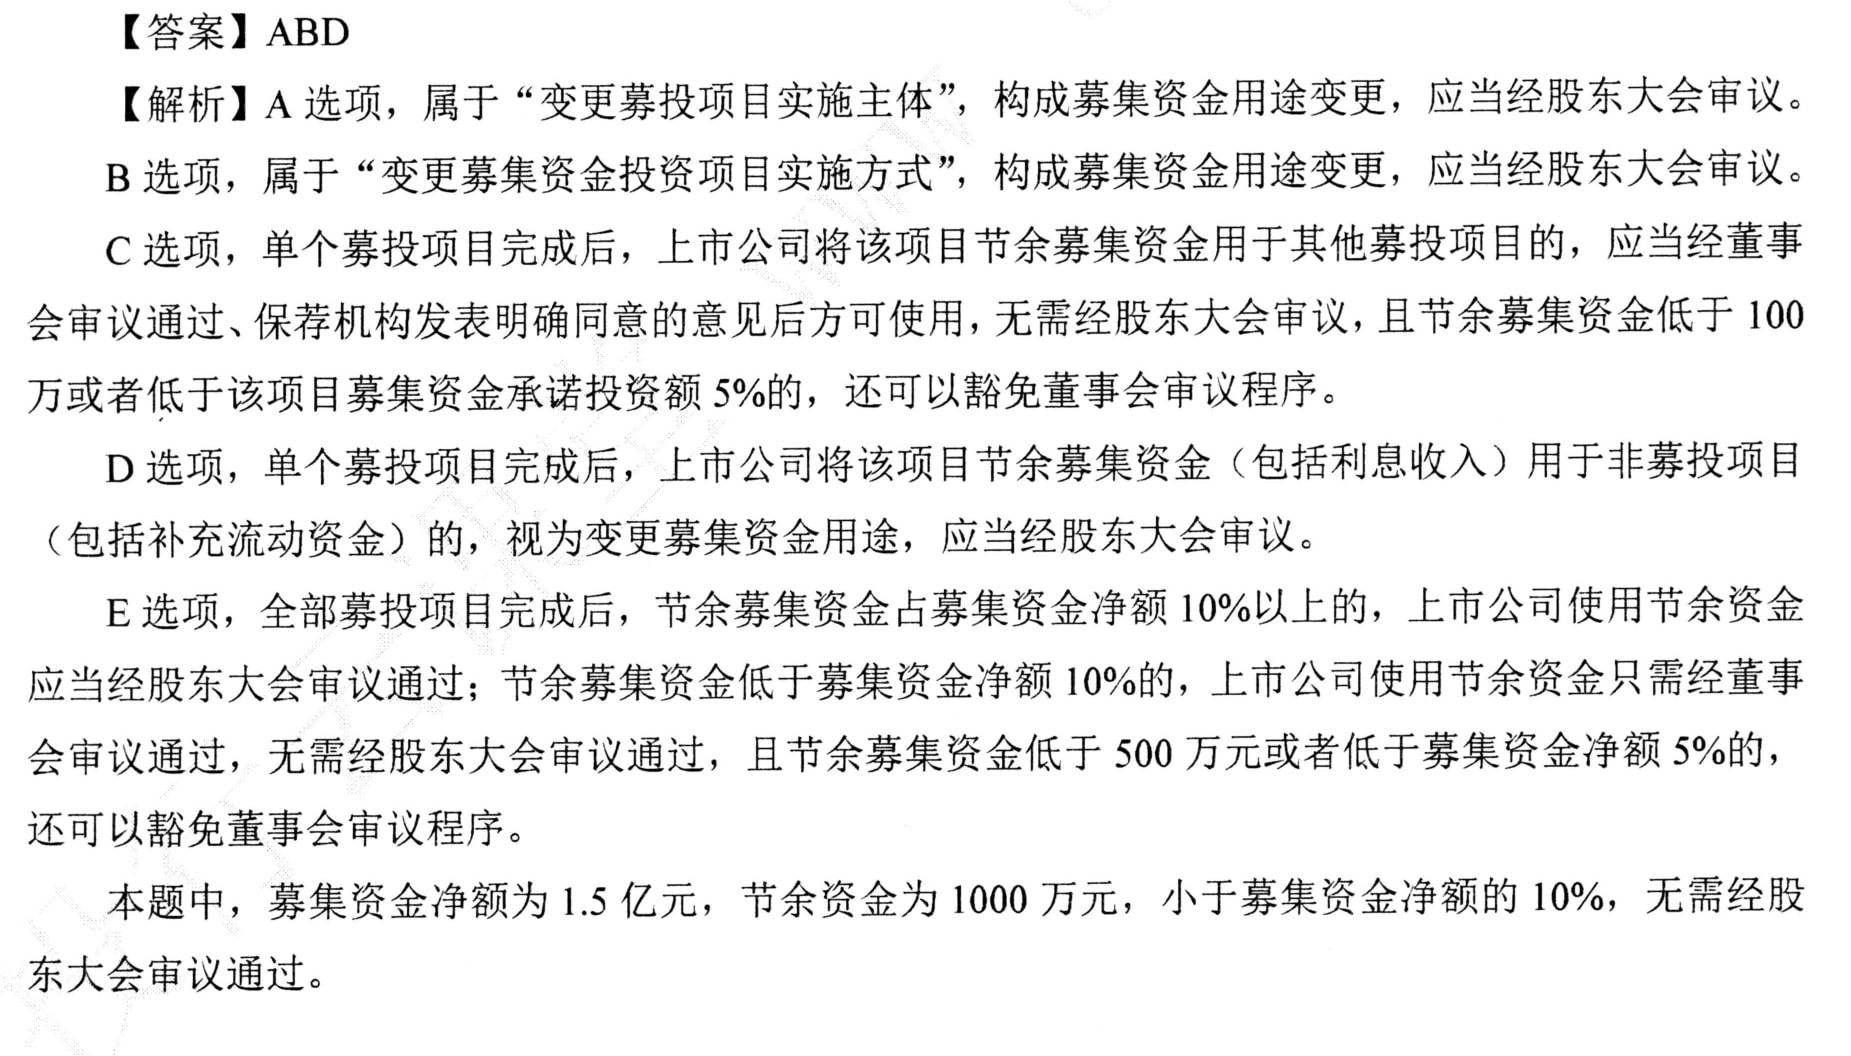 【答案】ABD
【解析】A 选项，属于“变更募投项目实施主体”，构成募集资金用途变更，应当经股东大会审议。
B 选项，属于“变更募集资金投资项目实施方式”，构成募集资金用途变更，应当经股东大会审议。
C 选项，单个募投项目完成后，上市公司将该项目节余募集资金用于其他募投项目的，应当经董事
会审议通过、保荐机构发表明确同意的意见后方可使用，无需经股东大会审议，且节余募集资金低于 100
万或者低于该项目募集资金承诺投资额 5%的，还可以豁免董事会审议程序。
D 选项，单个募投项目完成后，上市公司将该项目节余募集资金（包括利息收入）用于非募投项目
（包括补充流动资金）的，视为变更募集资金用途，应当经股东大会审议。
E 选项，全部募投项目完成后，节余募集资金占募集资金净额 10%以上的，上市公司使用节余资金
应当经股东大会审议通过；节余募集资金低于募集资金净额 10%的，上市公司使用节余资金只需经董事
会审议通过，无需经股东大会审议通过，且节余募集资金低于 500 万元或者低于募集资金净额 5%的，
还可以豁免董事会审议程序。
本题中，募集资金净额为 1.5 亿元，节余资金为 1000 万元，小于募集资金净额的 10%，无需经股
东大会审议通过。